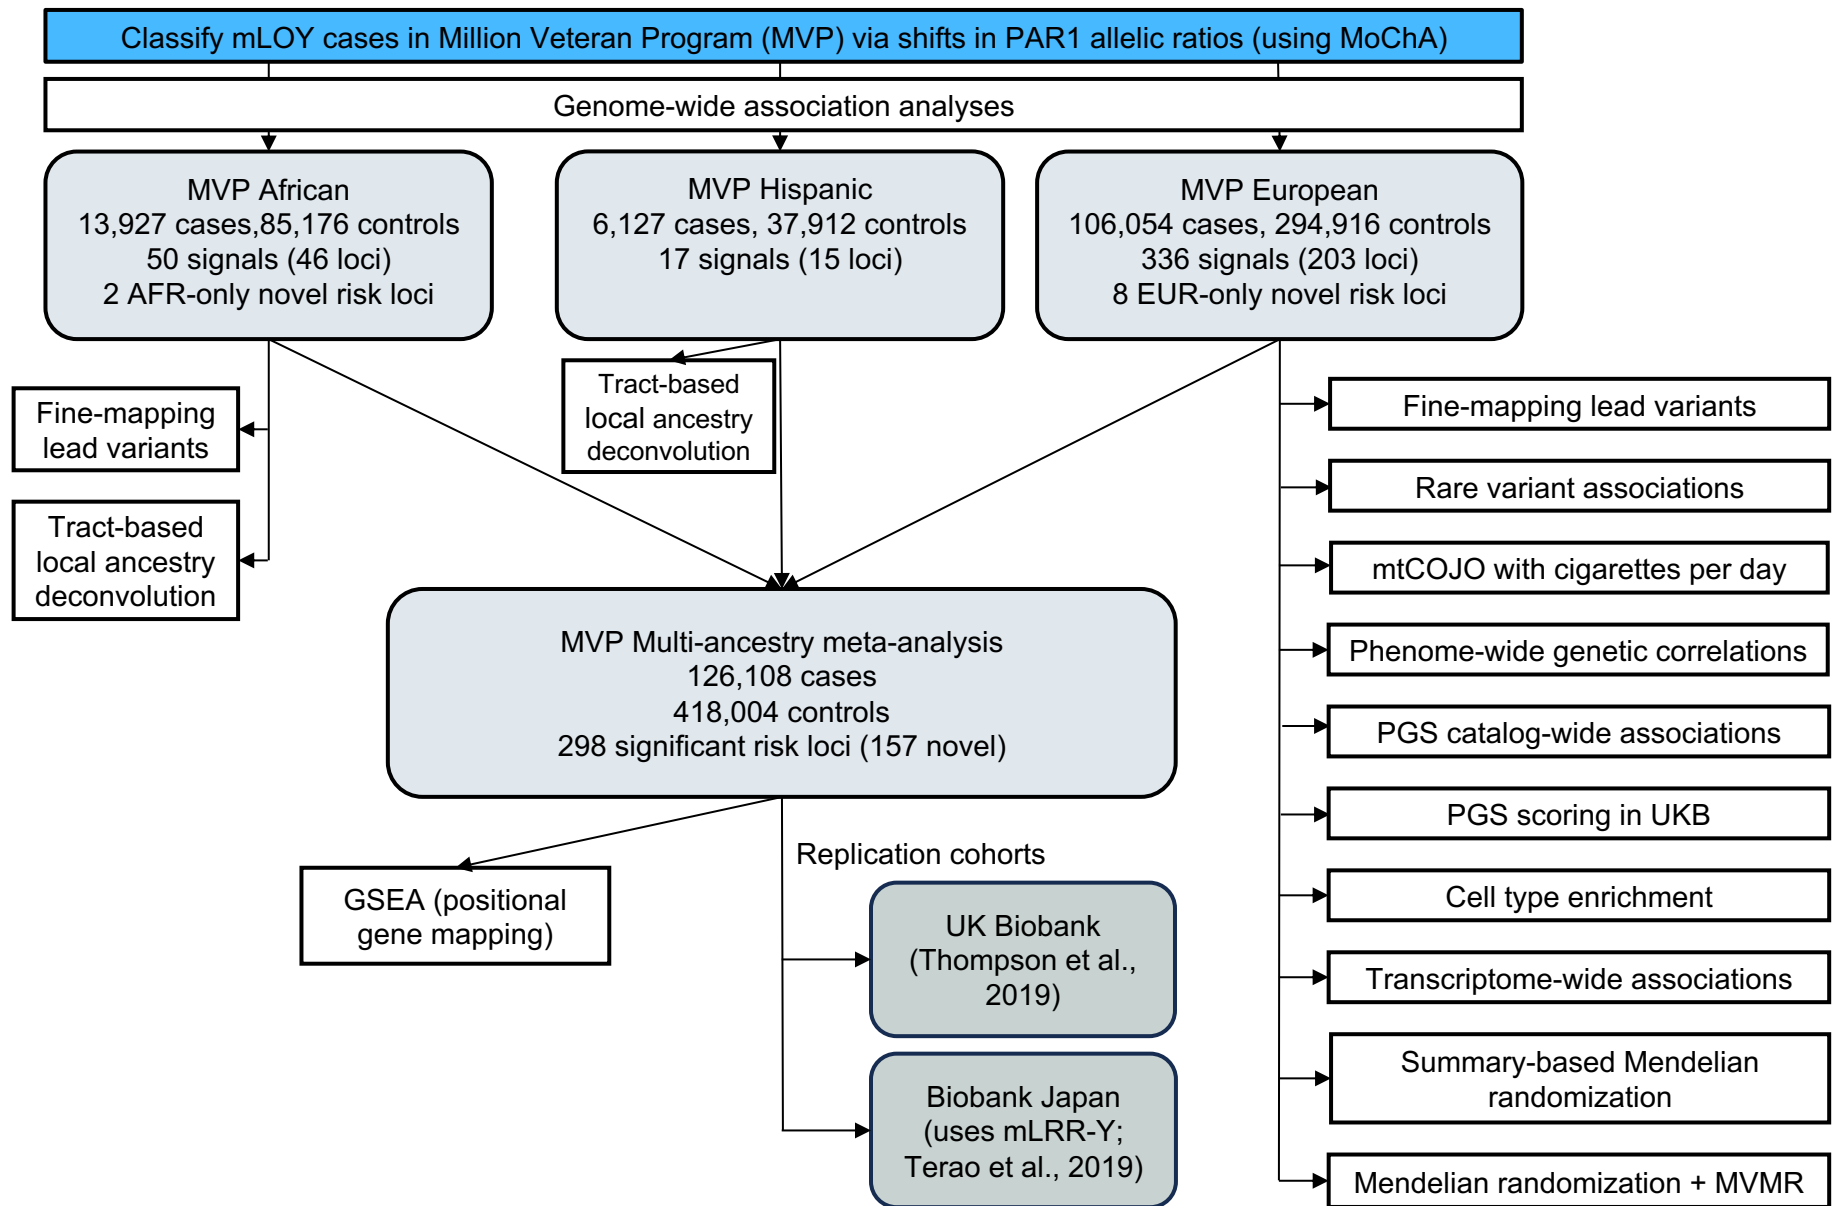 Classify mLOY cases in Million Veteran Program (MVP) via shifts in PAR1 allelic ratios (using MoChA)
Genome-wide association analyses
MVP African
13,927 cases,85,176 controls
50 signals (46 loci)
2 AFR-only novel risk loci
MVP Hispanic
6,127 cases, 37,912 controls
17 signals (15 loci)
MVP European
106,054 cases, 294,916 controls
336 signals (203 loci)
8 EUR-only novel risk loci
Fine-mapping
lead variants
Tract-based
local ancestry
deconvolution
Tract-based
local ancestry
deconvolution
MVP Multi-ancestry meta-analysis
126,108 cases
418,004 controls
298 significant risk loci (157 novel)
GSEA (positional
gene mapping)
Replication cohorts
UK Biobank
(Thompson et al.,
2019)
Biobank Japan
(uses mLRR-Y;
Terao et al., 2019)
Fine-mapping lead variants
Rare variant associations
mtCOJO with cigarettes per day
Phenome-wide genetic correlations
PGS catalog-wide associations
PGS scoring in UKB
Cell type enrichment
Transcriptome-wide associations
Summary-based Mendelian
randomization
Mendelian randomization + MVMR